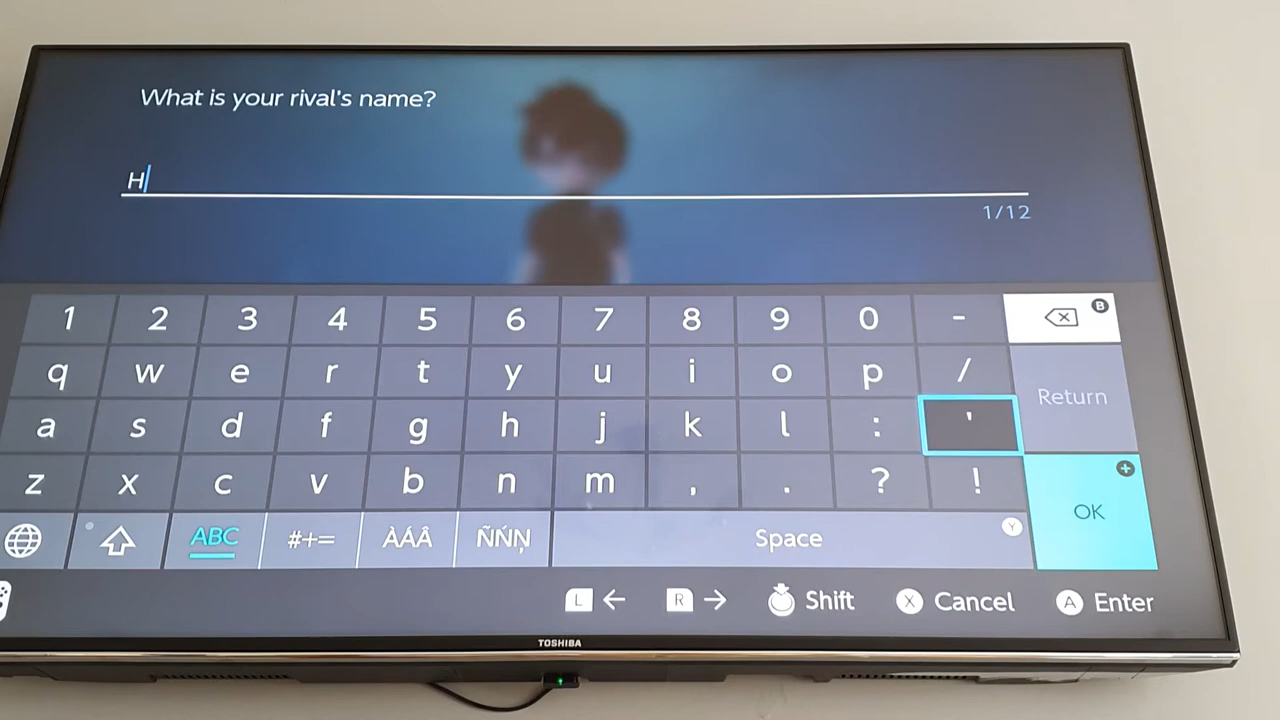 What is your rival's name?
H
1/12
1 2 3 4 5 6 7 8 9 0 - B
q w e r t y u i o p / Return
a s d f g h j k l : '
z x c v b n m , . ? ! + OK
ABC #+= ÀÁÂ ÑŃŅ Space Y
L ← R → Shift X Cancel A Enter
TOSHIBA